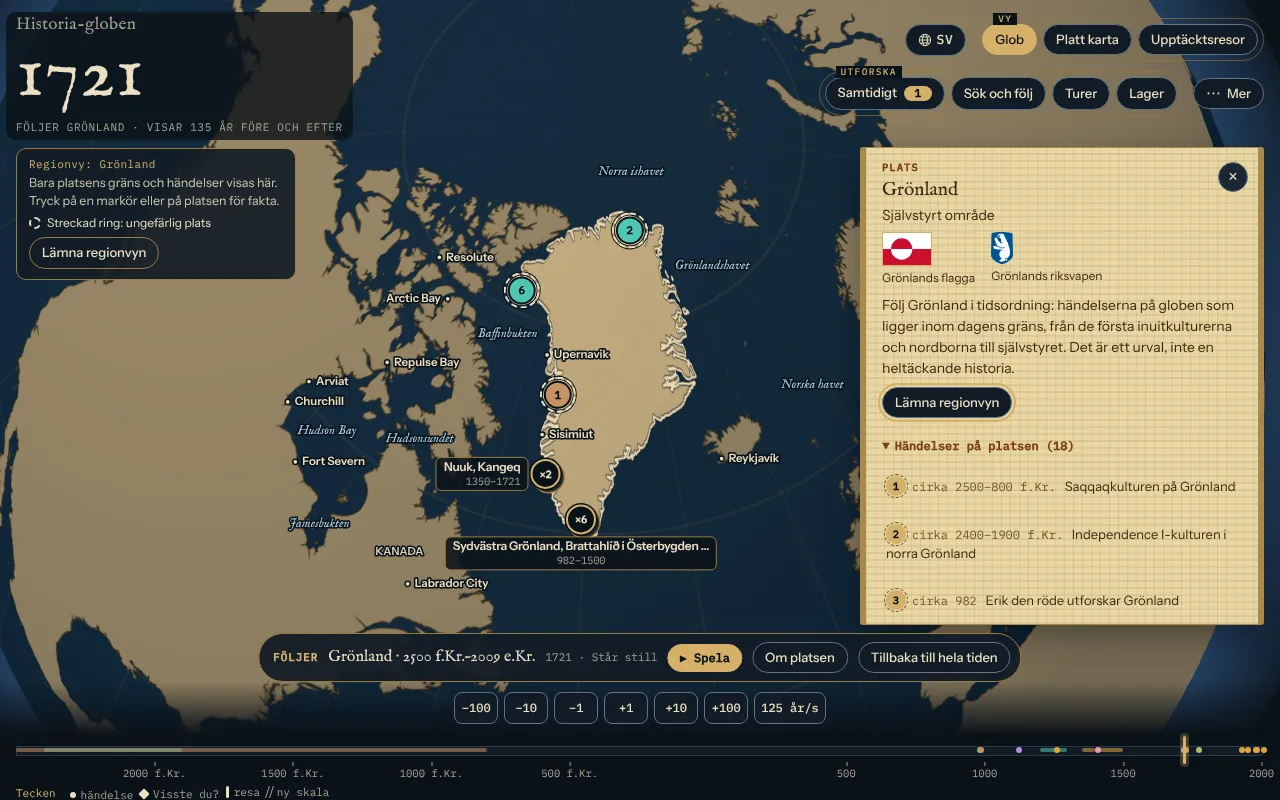 Historia-globen
1721
FÖLJER GRÖNLAND · VISAR 135 ÅR FÖRE OCH EFTER
Regionvy: Grönland
Bara platsens gräns och händelser visas här.
Tryck på en markör eller på platsen för fakta.
Streckad ring: ungefärlig plats
Lämna regionvyn
SV
VY
Glob
Platt karta
Upptäcktsresor
UTFORSKA
Samtidigt 1
Sök och följ
Turer
Lager
··· Mer
Norra ishavet
2
Resolute
Grönlandshavet
6
Arctic Bay
Baffinbukten
Upernavik
Repulse Bay
Arviat
Norska havet
1
Churchill
Hudson Bay
Hudsonsundet
Sisimiut
Reykjavík
Fort Severn
Nuuk, Kangeq
1350–1721
×2
Jamesbukten
×6
KANADA
Sydvästra Grönland, Brattahlíð i Österbygden ...
982–1500
Labrador City
PLATS
Grönland
×
Självstyrt område
Grönlands flagga
Grönlands riksvapen
Följ Grönland i tidsordning: händelserna på globen som
ligger inom dagens gräns, från de första inuitkulturerna
och nordborna till självstyret. Det är ett urval, inte en
heltäckande historia.
Lämna regionvyn
▼ Händelser på platsen (18)
1 cirka 2500–800 f.Kr. Saqqaqkulturen på Grönland
2 cirka 2400–1900 f.Kr. Independence I-kulturen i
norra Grönland
3 cirka 982 Erik den röde utforskar Grönland
FÖLJER Grönland · 2500 f.Kr.–2009 e.Kr. 1721 · Står still
▶ Spela
Om platsen
Tillbaka till hela tiden
−100
−10
−1
+1
+10
+100
125 år/s
2000 f.Kr.
1500 f.Kr.
1000 f.Kr.
500 f.Kr.
500
1000
1500
2000
Tecken händelse Visste du? resa // ny skala